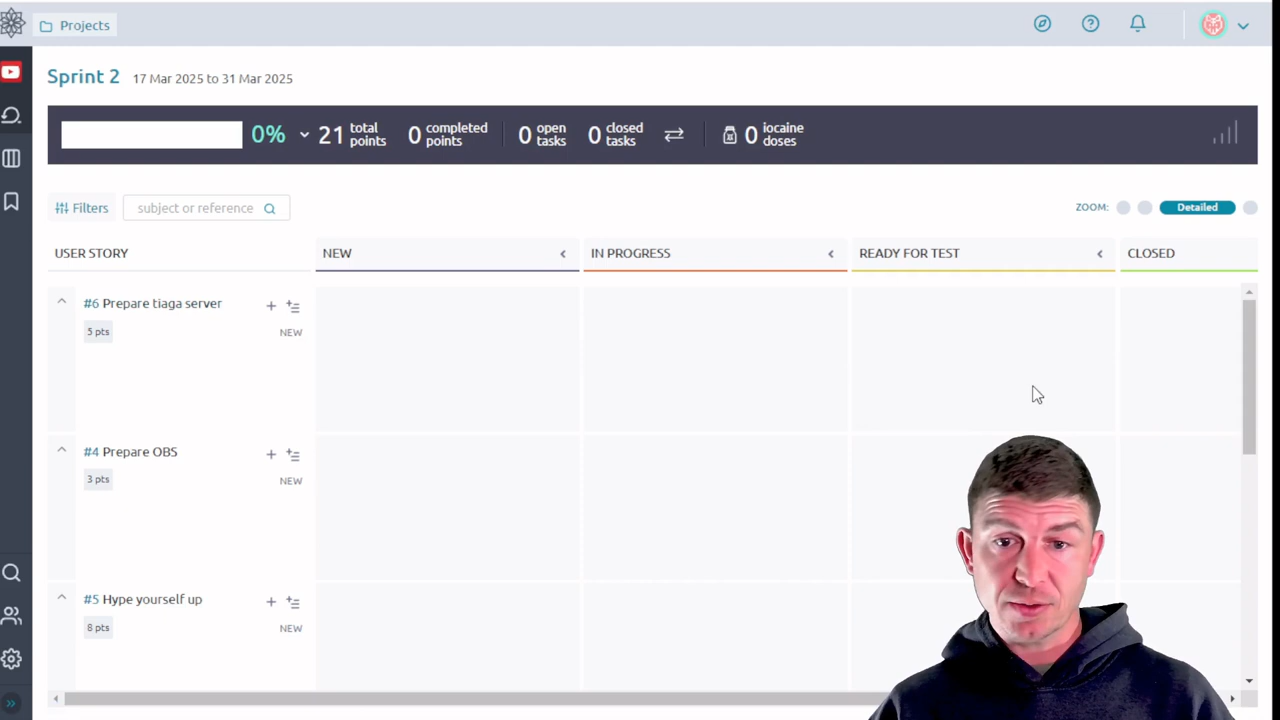 Projects
Sprint 2 17 Mar 2025 to 31 Mar 2025
0% 21 total points 0 completed points 0 open tasks 0 closed tasks 0 iocaine doses
Filters subject or reference ZOOM: Detailed
USER STORY NEW IN PROGRESS READY FOR TEST CLOSED
#6 Prepare tiaga server
5 pts NEW
#4 Prepare OBS
3 pts NEW
#5 Hype yourself up
8 pts NEW